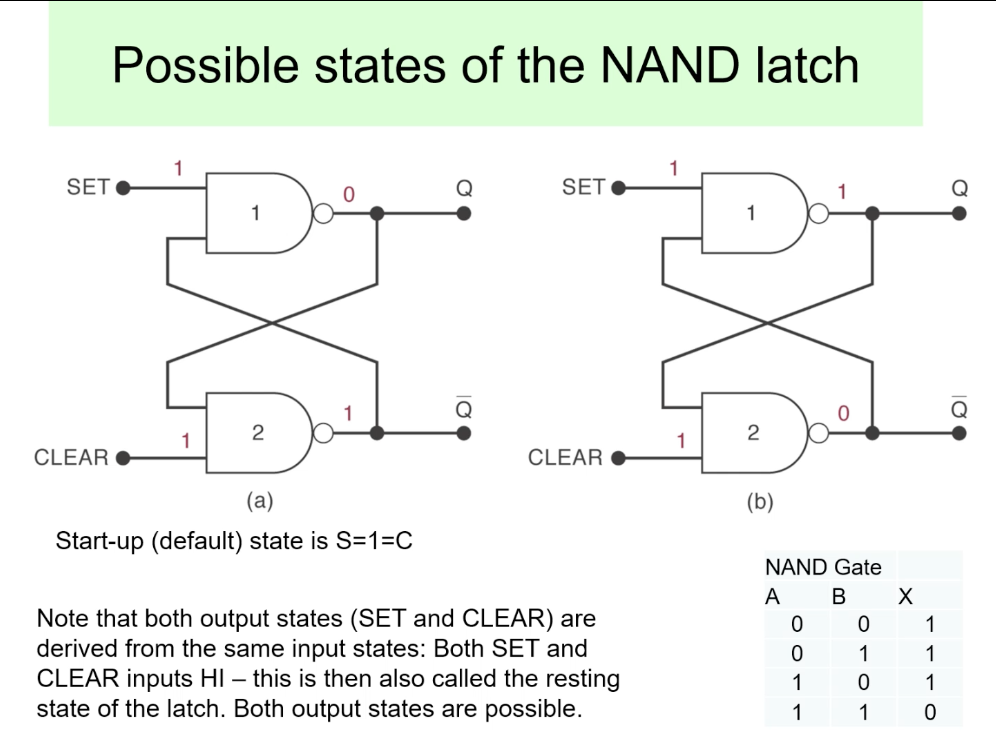 Possible states of the NAND latch
SET 1 1 0 Q
2 1 Q̅
CLEAR 1
(a)
SET 1 1 1 Q
2 0 Q̅
CLEAR 1
(b)
Start-up (default) state is S=1=C
Note that both output states (SET and CLEAR) are
derived from the same input states: Both SET and
CLEAR inputs HI – this is then also called the resting
state of the latch. Both output states are possible.
NAND Gate
A B X
0 0 1
0 1 1
1 0 1
1 1 0